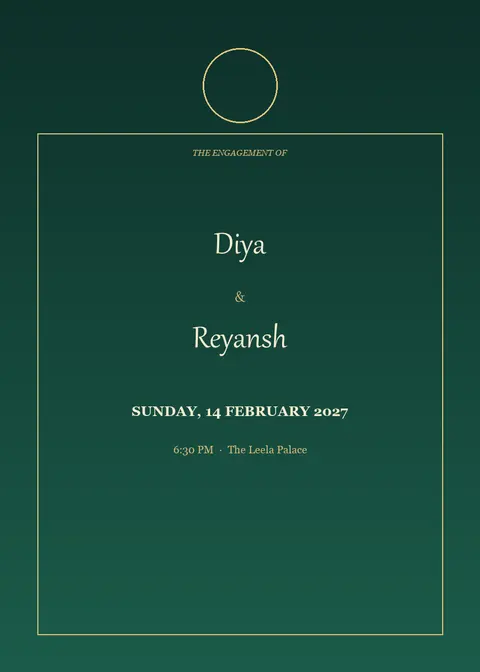 THE ENGAGEMENT OF
Diya
&
Reyansh
SUNDAY, 14 FEBRUARY 2027
6:30 PM · The Leela Palace